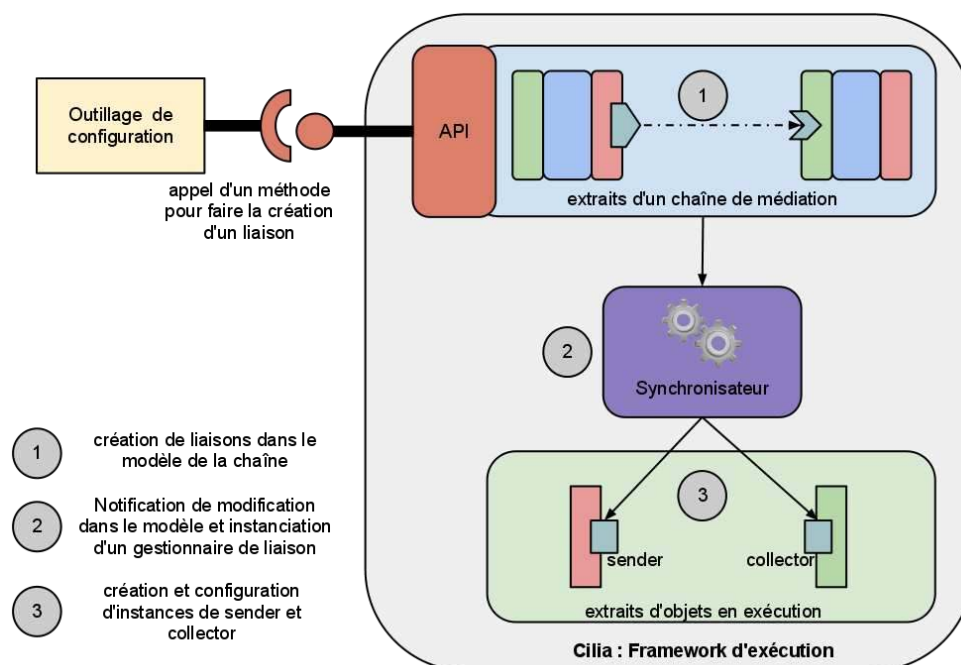 Outillage de
configuration
API
1
appel d'un méthode
pour faire la création
d'un liaison
extraits d'un chaîne de médiation
2
Synchronisateur
1
création de liaisons dans le
modèle de la chaîne
2
Notification de modification
dans le modèle et instanciation
d'un gestionnaire de liaison
3
création et configuration
d'instances de sender et
collector
3
sender
collector
extraits d'objets en exécution
Cilia : Framework d'exécution